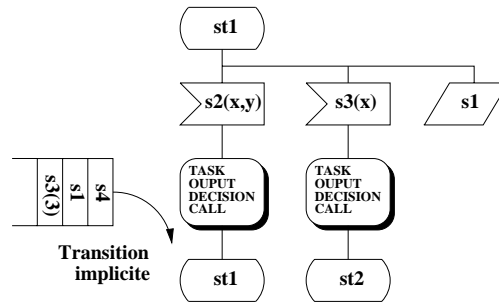 st1
s2(x,y)
s3(x)
s1
TASK
OUPUT
DECISION
CALL
TASK
OUPUT
DECISION
CALL
s3(3)
s1
s4
Transition
implicite
st1
st2